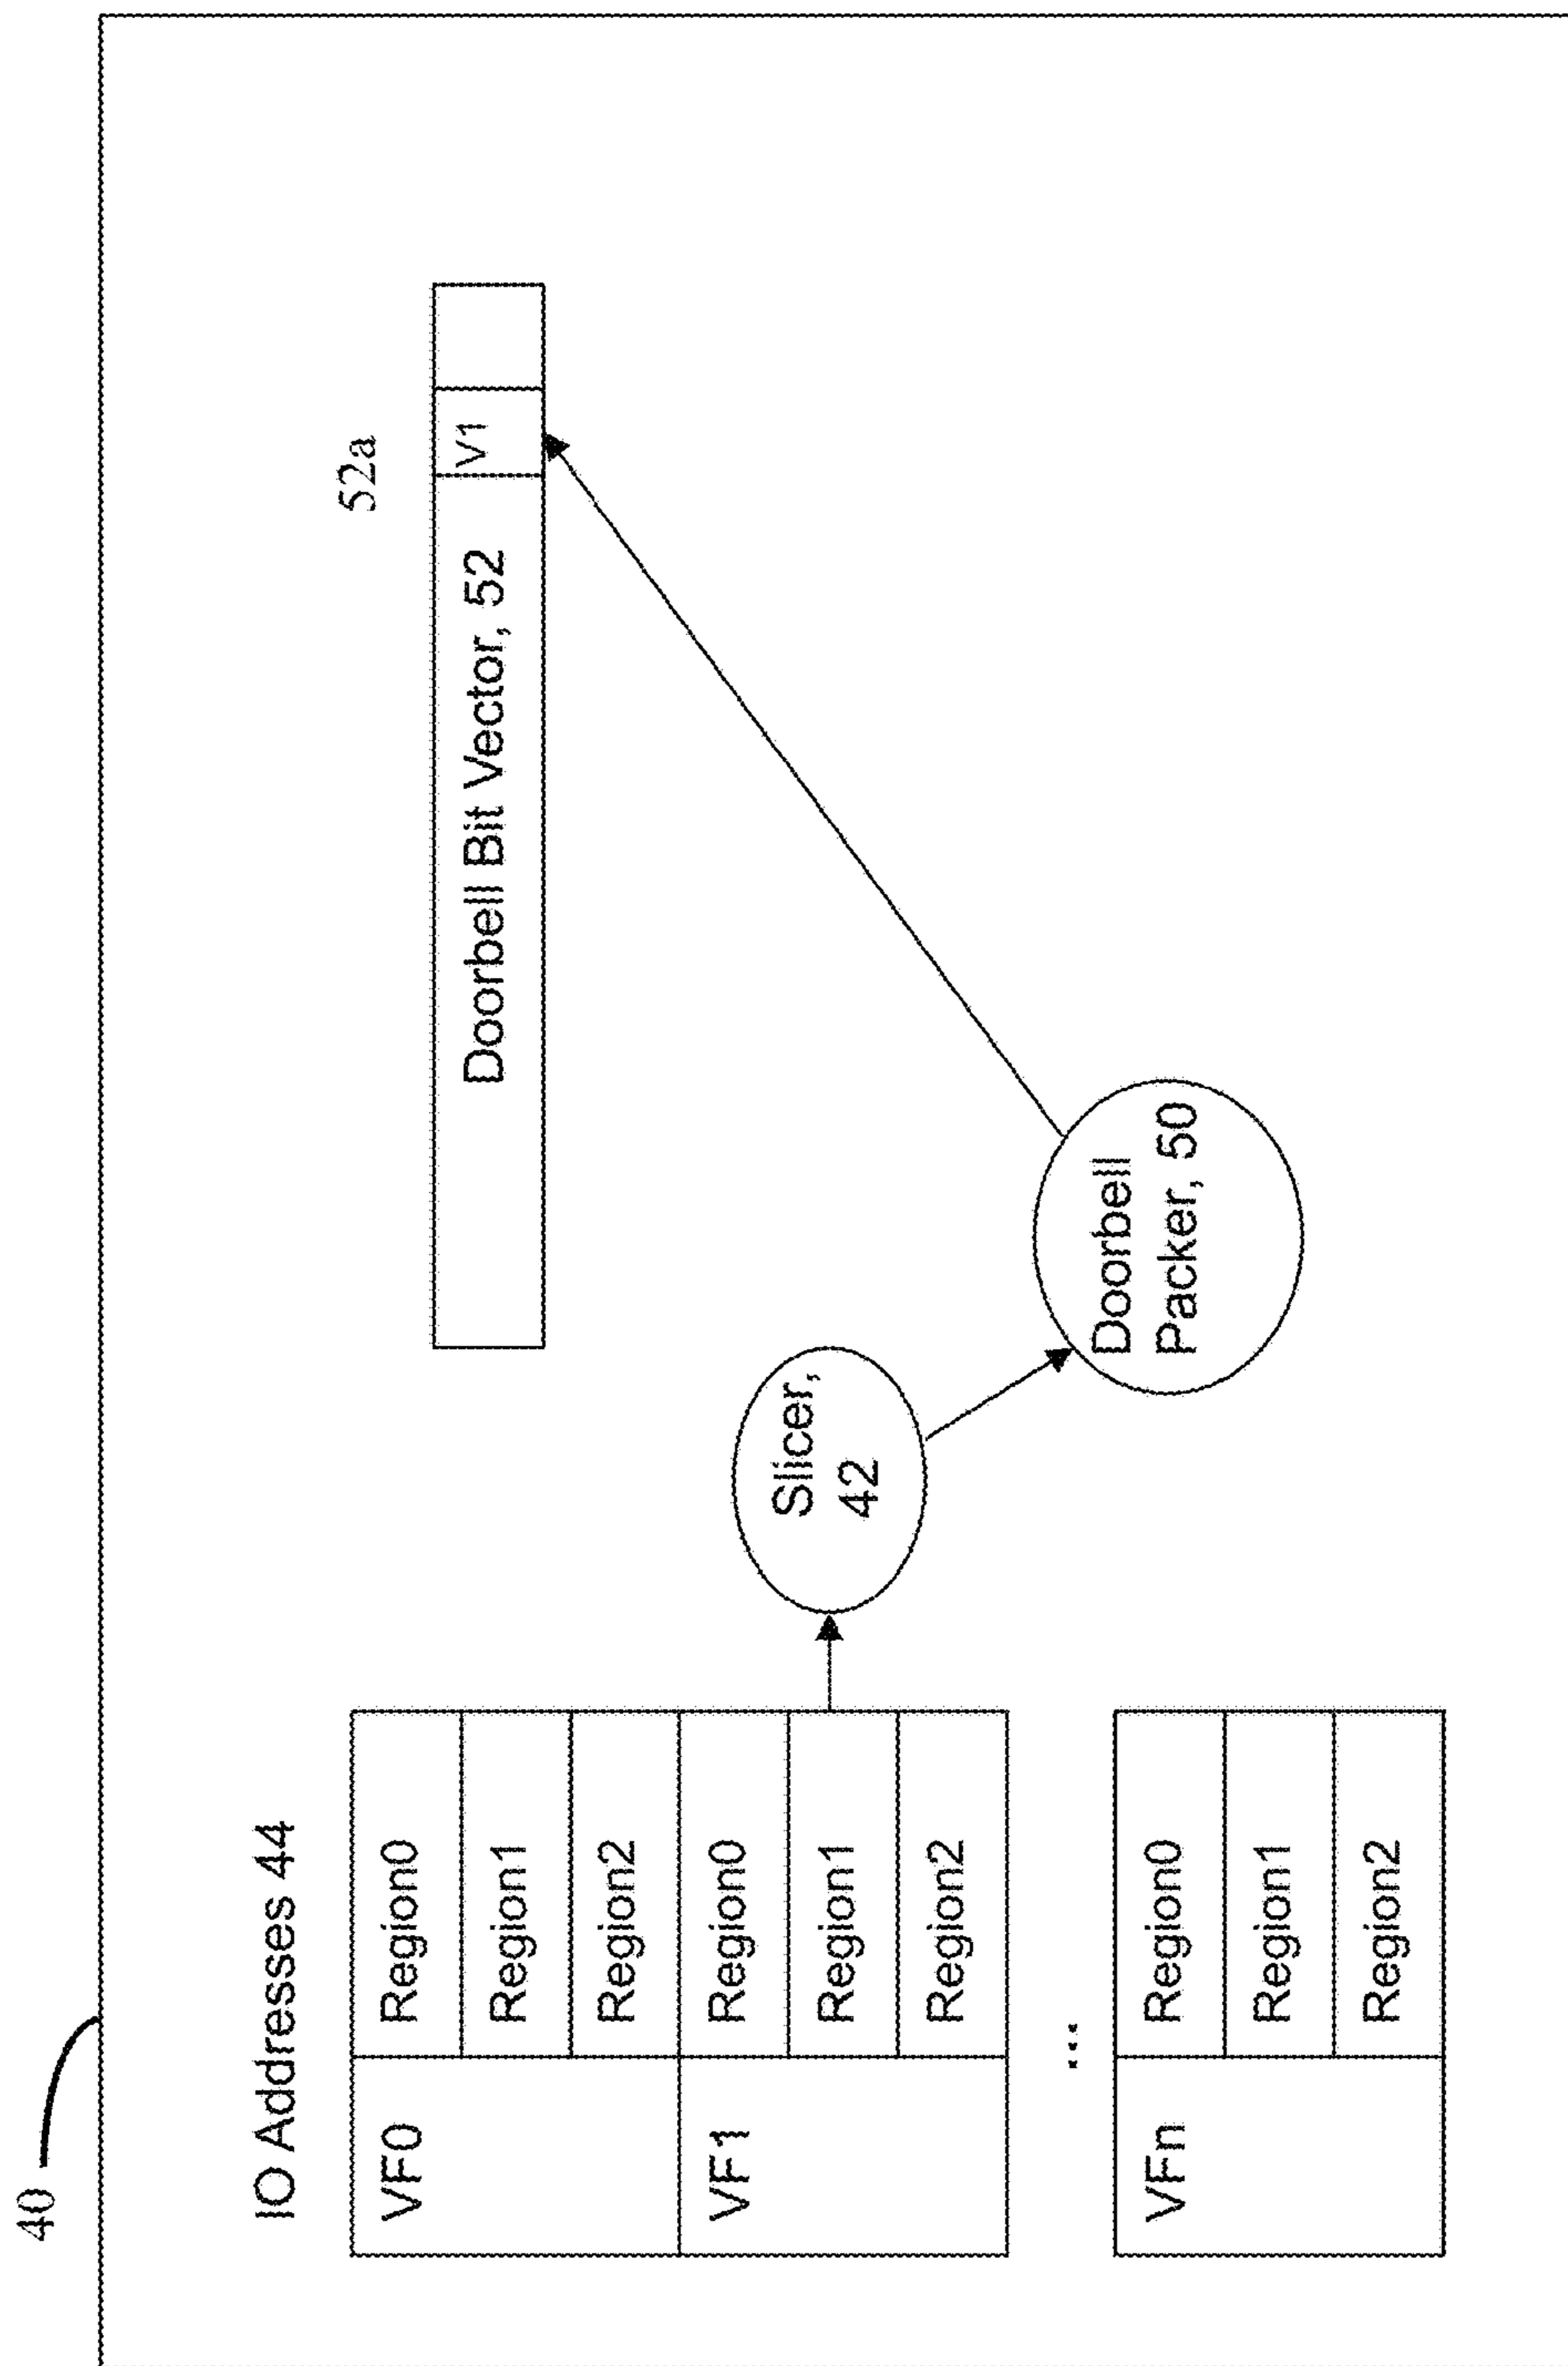 40
IO Addresses 44
VF0
Region0
Region1
Region2
VF1
Region0
Region1
Region2
...
VFn
Region0
Region1
Region2
Slicer,
42
Doorbell
Packer, 50
52a
Doorbell Bit Vector, 52
V1